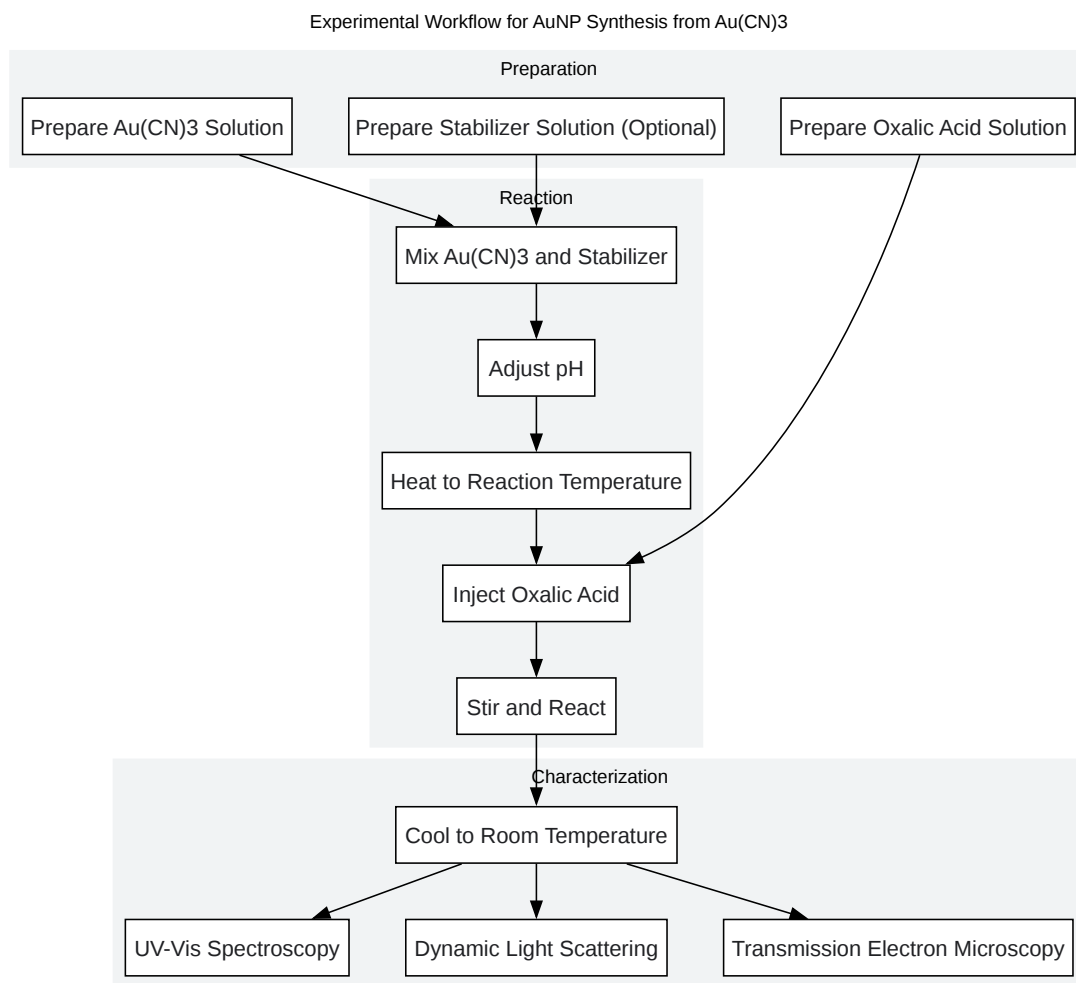 Experimental Workflow for AuNP Synthesis from Au(CN)3
Preparation
Prepare Au(CN)3 Solution
Prepare Stabilizer Solution (Optional)
Prepare Oxalic Acid Solution
Reaction
Mix Au(CN)3 and Stabilizer
Adjust pH
Heat to Reaction Temperature
Inject Oxalic Acid
Stir and React
Characterization
Cool to Room Temperature
UV-Vis Spectroscopy
Dynamic Light Scattering
Transmission Electron Microscopy